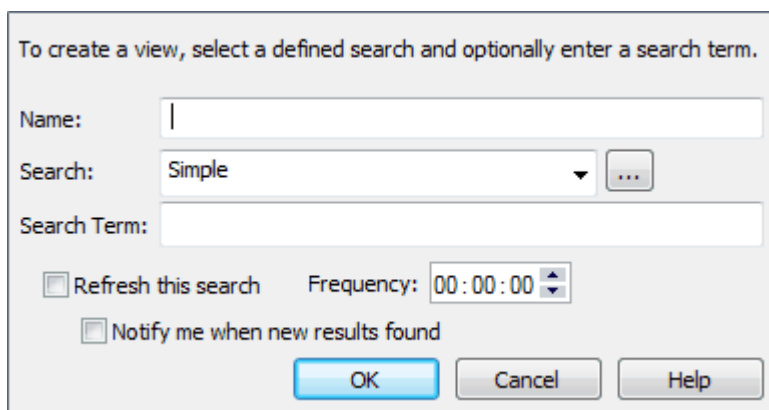 To create a view, select a defined search and optionally enter a search term.
Name:
Search: Simple ...
Search Term:
Refresh this search Frequency: 00:00:00
Notify me when new results found
OK Cancel Help